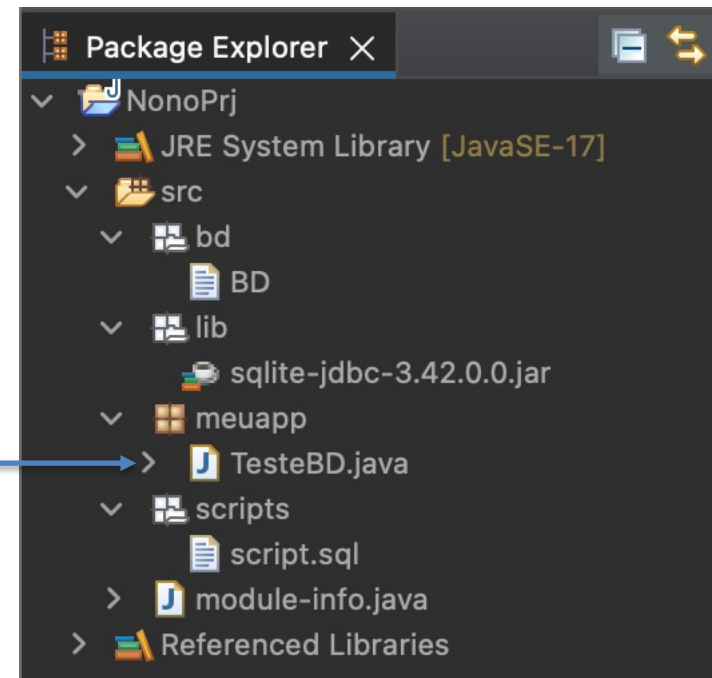 Package Explorer
NonoPrj
JRE System Library [JavaSE-17]
src
bd
BD
lib
sqlite-jdbc-3.42.0.0.jar
meuapp
TesteBD.java
scripts
script.sql
module-info.java
Referenced Libraries